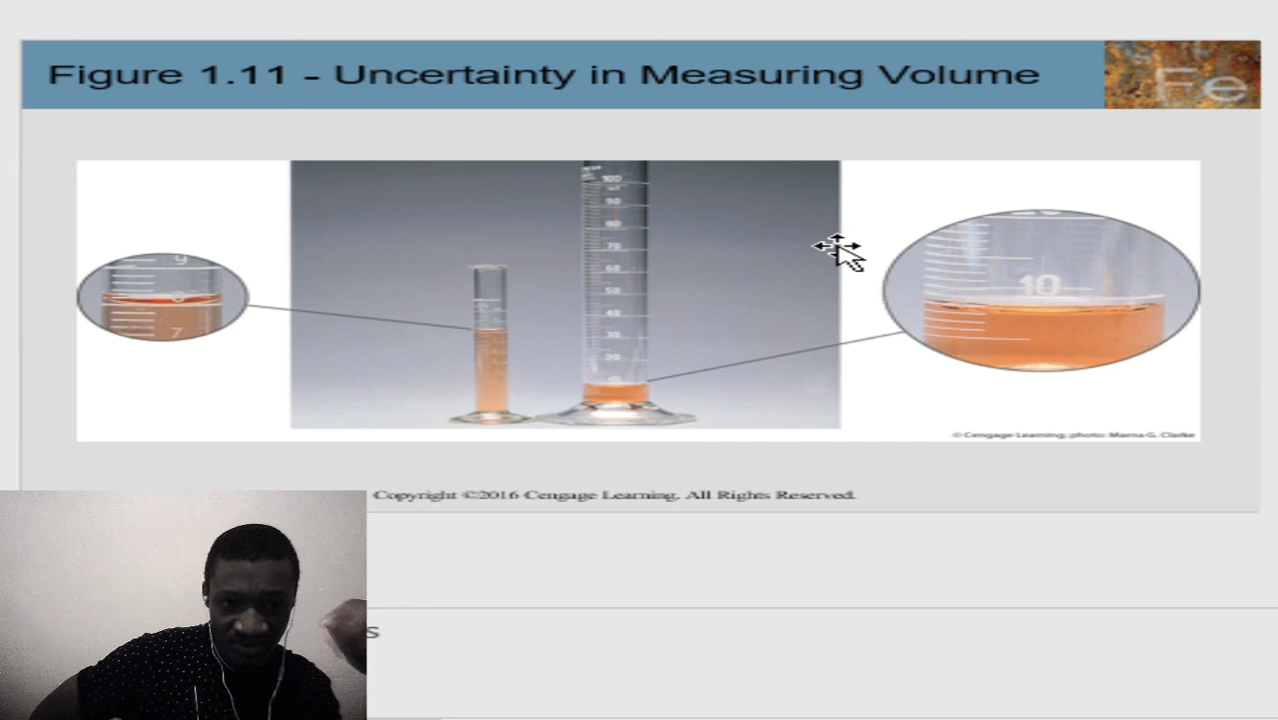 Figure 1.11 - Uncertainty in Measuring Volume
Fe
9
8
7
100
90
80
70
60
50
40
30
20
10
© Cengage Learning; photo: Marna G. Clarke
Copyright ©2016 Cengage Learning. All Rights Reserved.
s